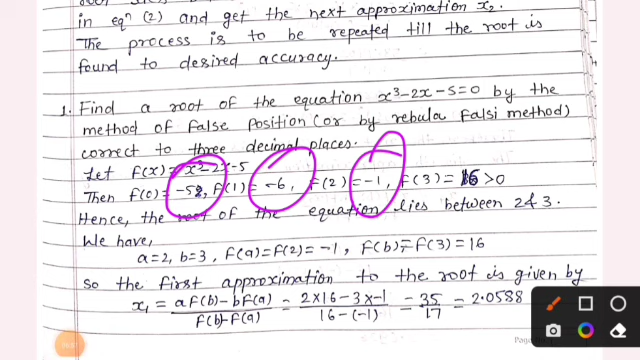 in eqⁿ (2) and get the next approximation x₂
The process is to be repeated till the root is
found to desired accuracy.
1. Find a root of the equation x³-2x-5=0 by the
method of False Position (or by rebula Falsi method)
correct to three decimal places.
Let F(x) = x³-2x-5
Then F(0) = -5, F(1) = -6, F(2) = -1, F(3) = 16 >0
Hence, the root of the equation lies between 2&3.
We have,
a=2, b=3, F(a)=F(2)=-1, F(b)=F(3)=16
So the first approximation to the root is given by
x₁ = aF(b)-bF(a) / F(b)-F(a) = 2×16-3×-1 / 16-(-1) = 35/17 = 2.0588